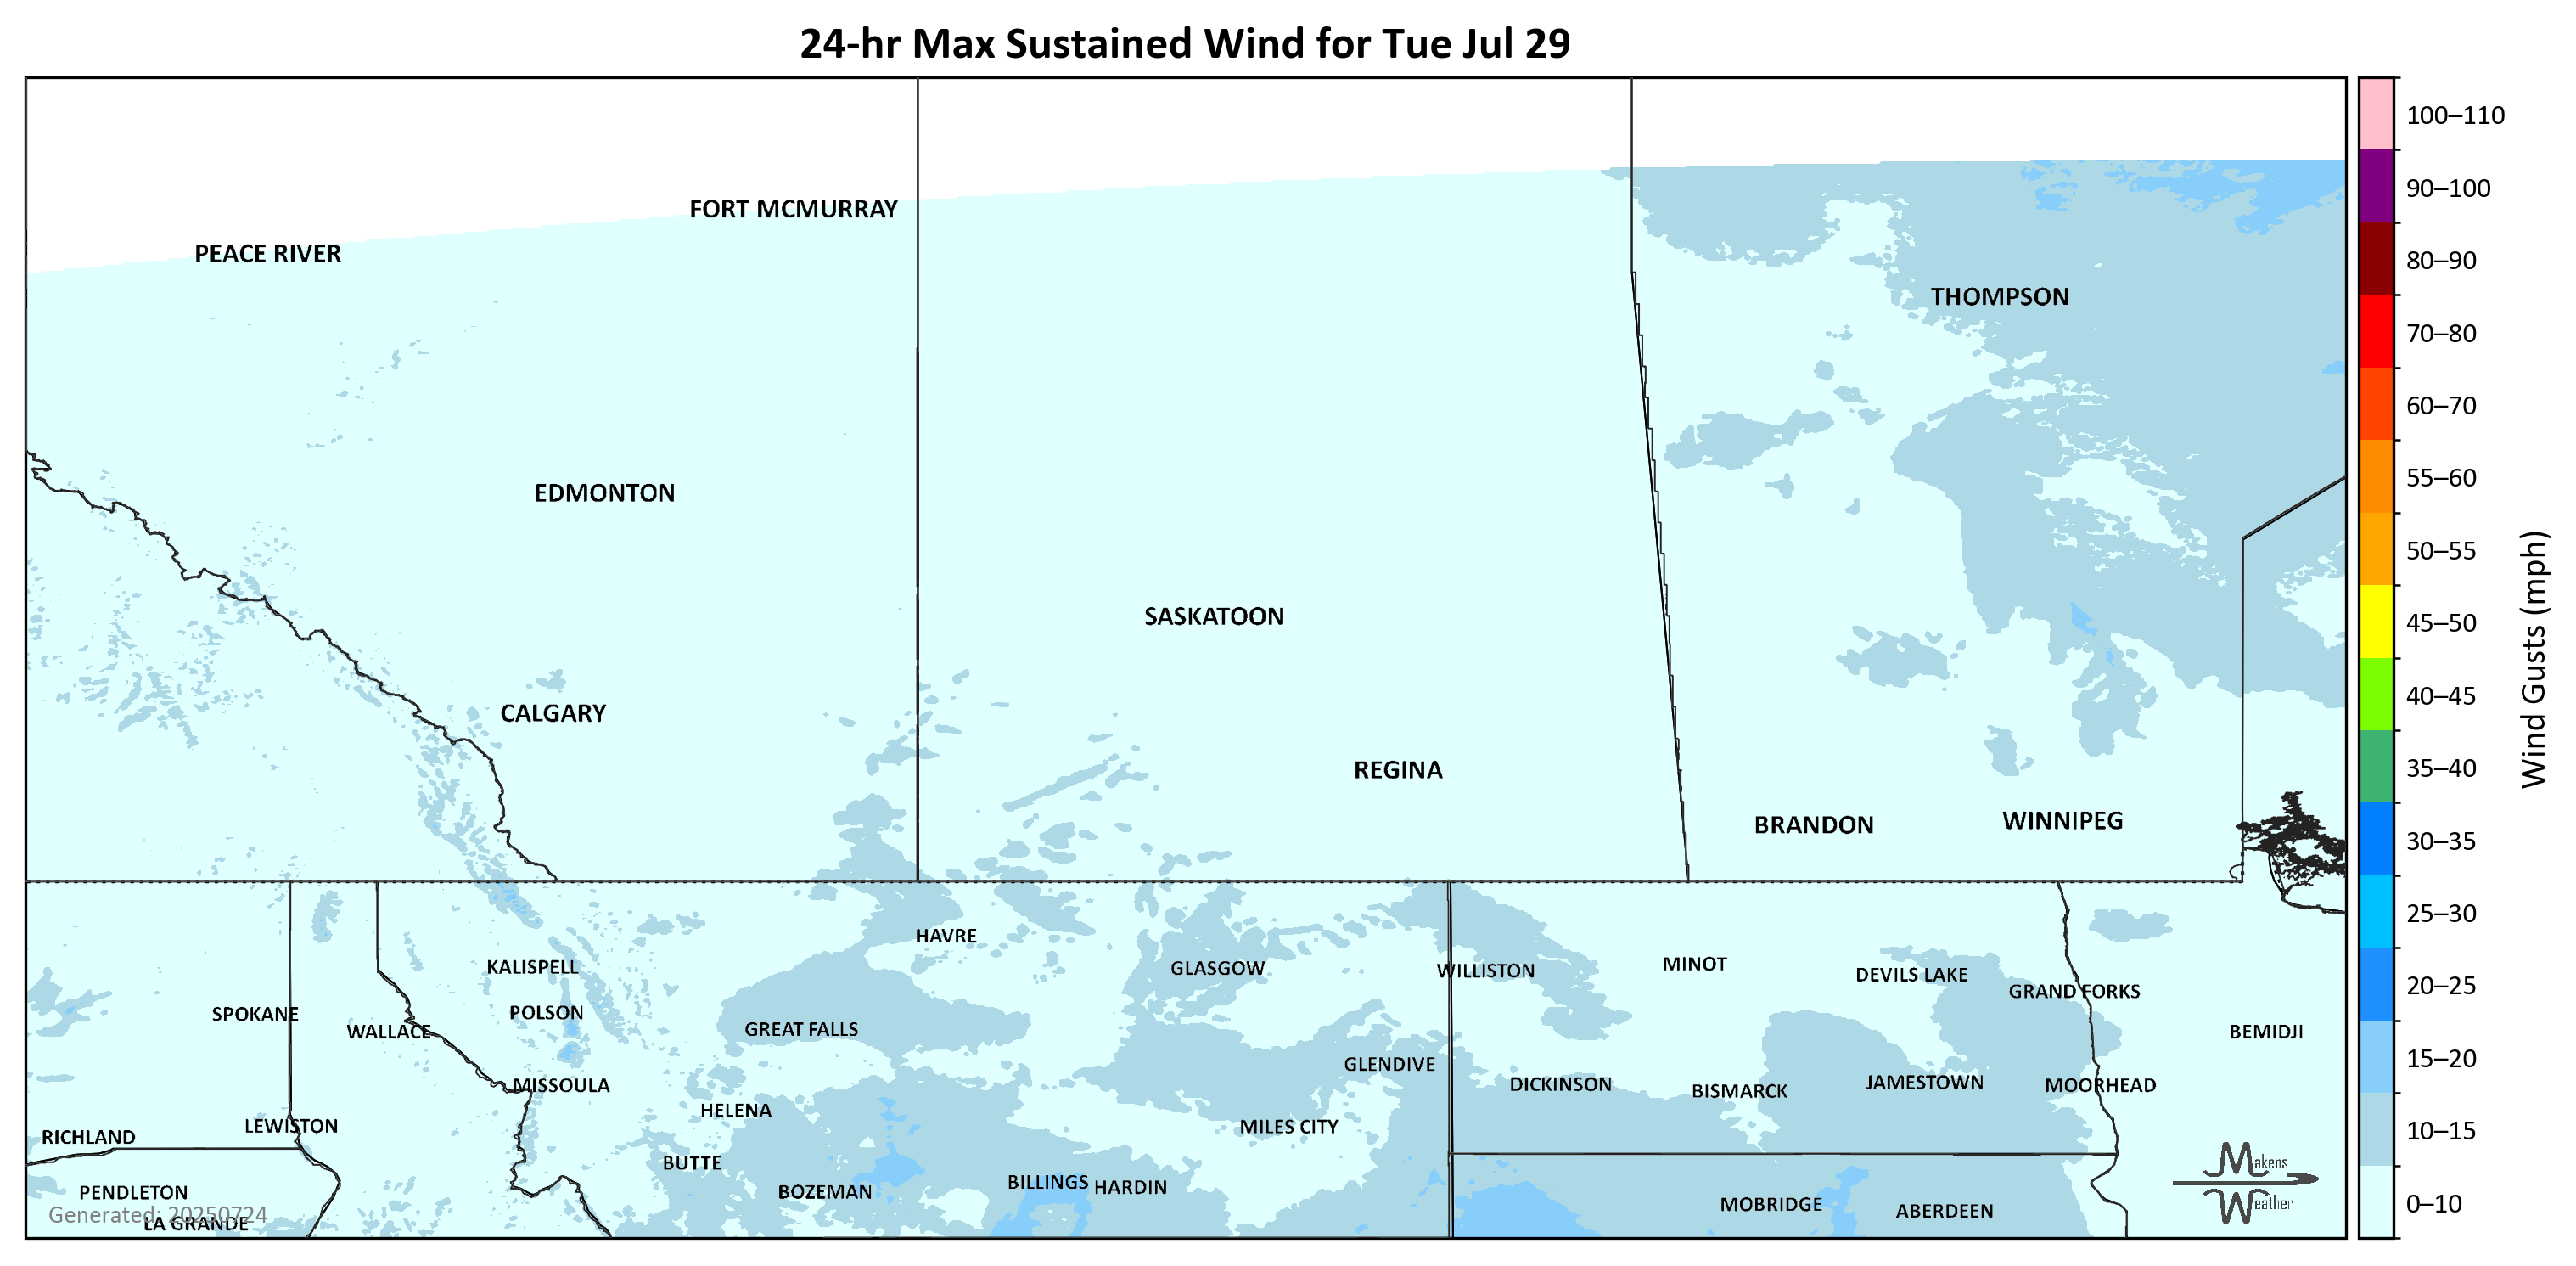 24-hr Max Sustained Wind for Tue Jul 29
100–110
90–100
80–90
70–80
60–70
55–60
50–55
45–50
40–45
35–40
30–35
25–30
20–25
15–20
10–15
0–10
Wind Gusts (mph)
FORT MCMURRAY
PEACE RIVER
THOMPSON
EDMONTON
SASKATOON
CALGARY
REGINA
BRANDON
WINNIPEG
HAVRE
KALISPELL
GLASGOW
WILLISTON
MINOT
DEVILS LAKE
GRAND FORKS
SPOKANE
POLSON
WALLACE
GREAT FALLS
BEMIDJI
GLENDIVE
MISSOULA
DICKINSON
BISMARCK
JAMESTOWN
MOORHEAD
HELENA
LEWISTON
MILES CITY
RICHLAND
BUTTE
PENDLETON
BOZEMAN
BILLINGS
HARDIN
MOBRIDGE
ABERDEEN
LA GRANDE
Generated: 20250724
Makens
Weather